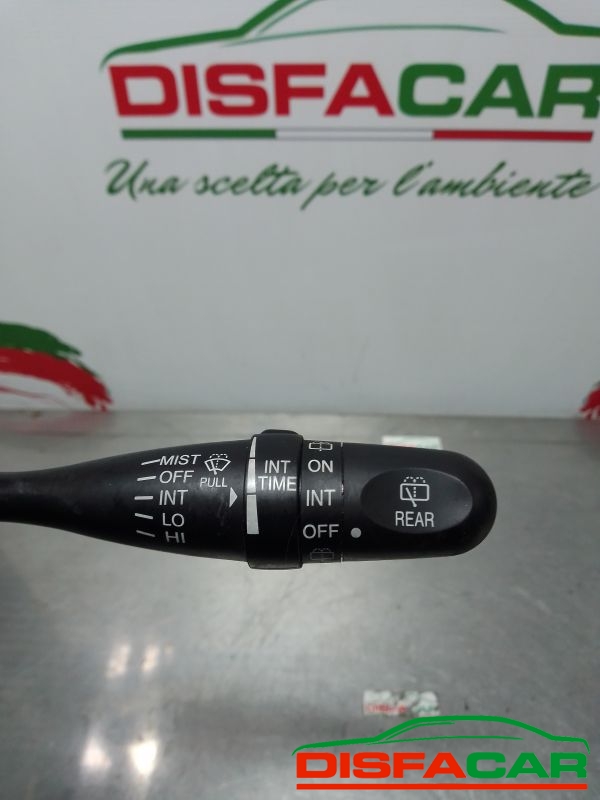 DISFACAR
Una scelta per l'ambiente
MIST
OFF
INT
LO
HI
PULL
INT
TIME
ON
INT
OFF
REAR
DISFACAR